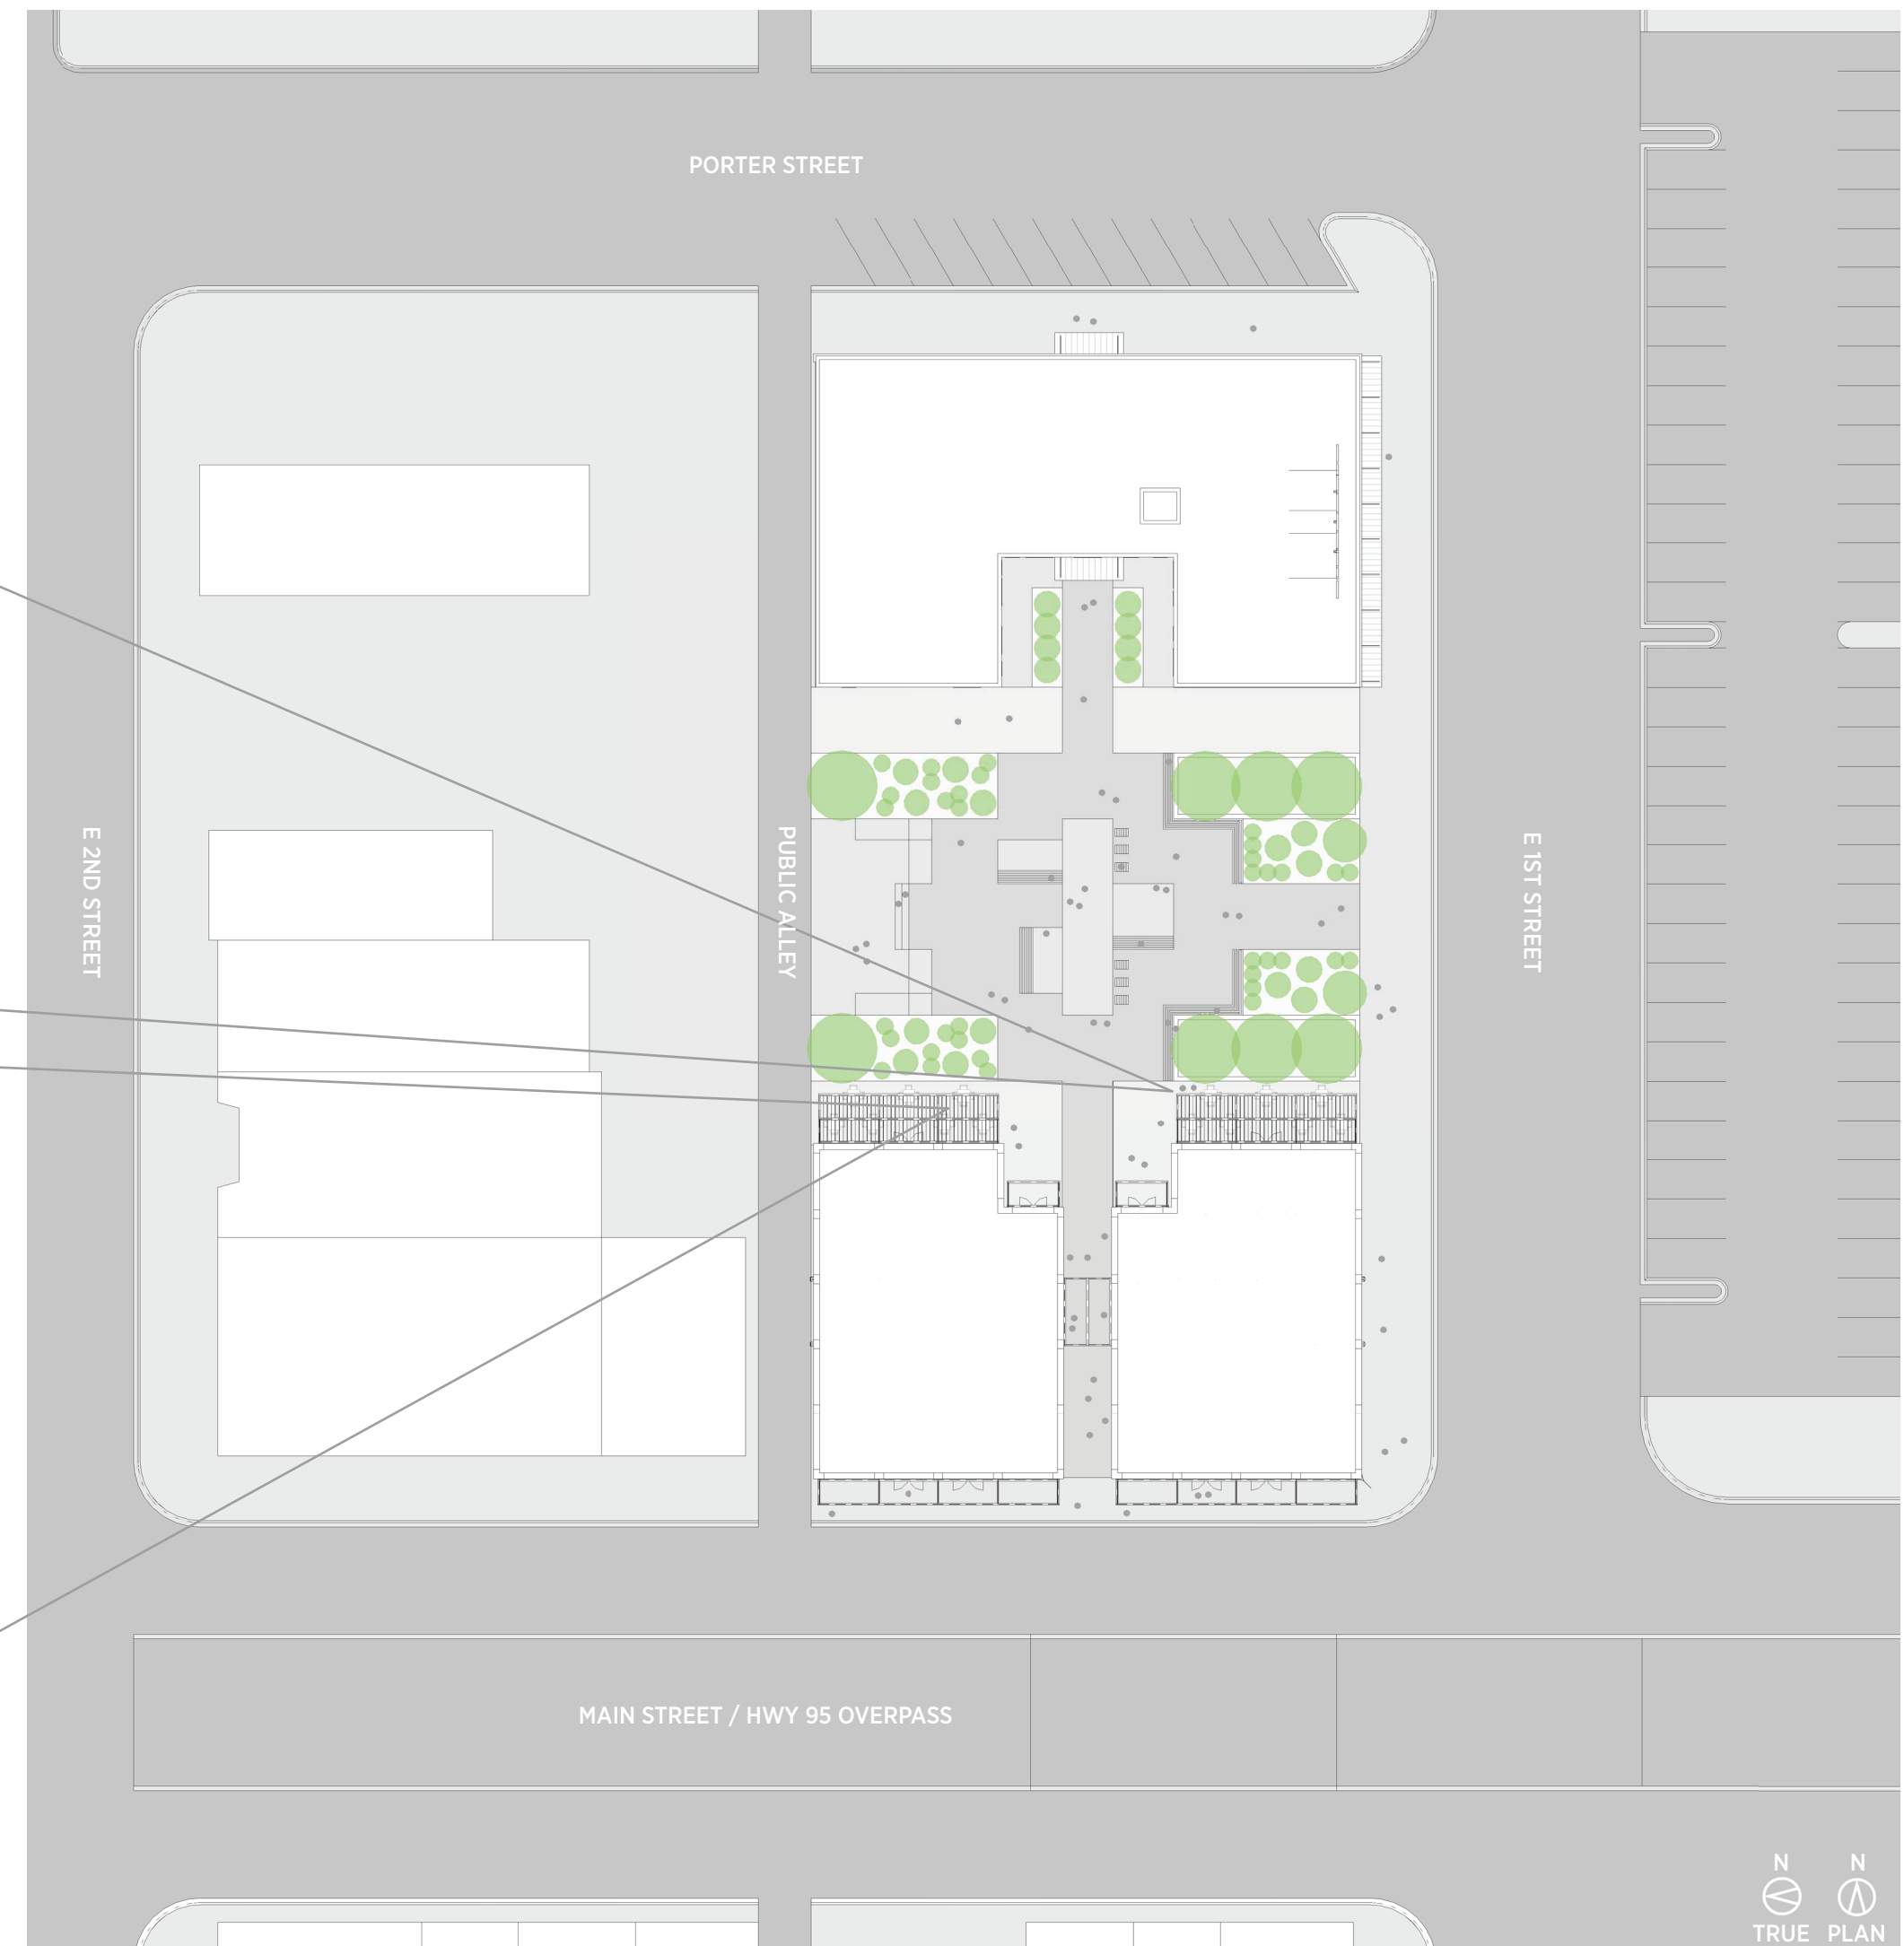 PORTER STREET
E 2ND STREET
PUBLIC ALLEY
E 1ST STREET
MAIN STREET / HWY 95 OVERPASS
N
N
TRUE
PLAN